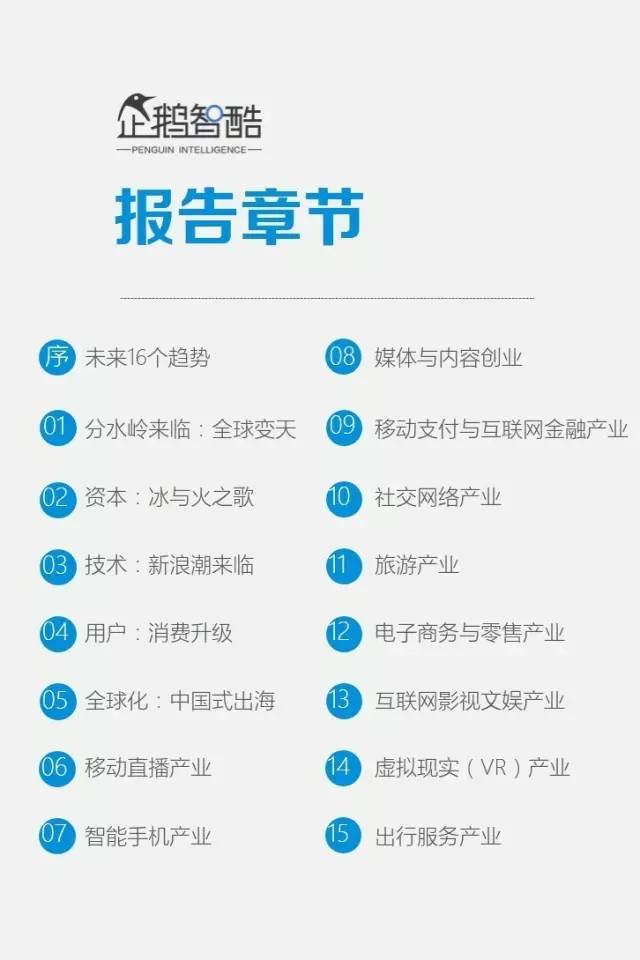 企鹅智酷
PENGUIN INTELLIGENCE
报告章节
序 未来16个趋势
01 分水岭来临：全球变天
02 资本：冰与火之歌
03 技术：新浪潮来临
04 用户：消费升级
05 全球化：中国式出海
06 移动直播产业
07 智能手机产业
08 媒体与内容创业
09 移动支付与互联网金融产业
10 社交网络产业
11 旅游产业
12 电子商务与零售产业
13 互联网影视文娱产业
14 虚拟现实（VR）产业
15 出行服务产业